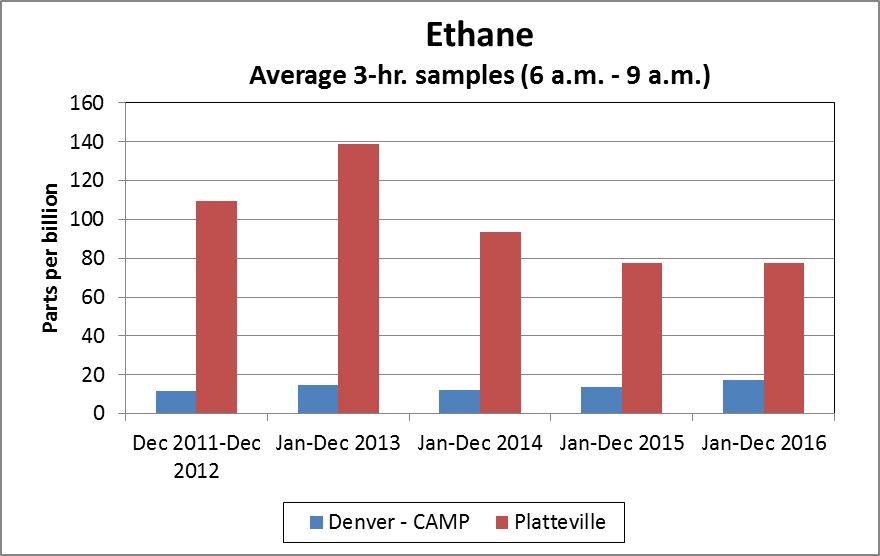 Ethane
Average 3-hr. samples (6 a.m. - 9 a.m.)
160
140
120
100
80
60
40
20
0
Parts per billion
Dec 2011-Dec
2012
Jan-Dec 2013
Jan-Dec 2014
Jan-Dec 2015
Jan-Dec 2016
Denver - CAMP
Platteville